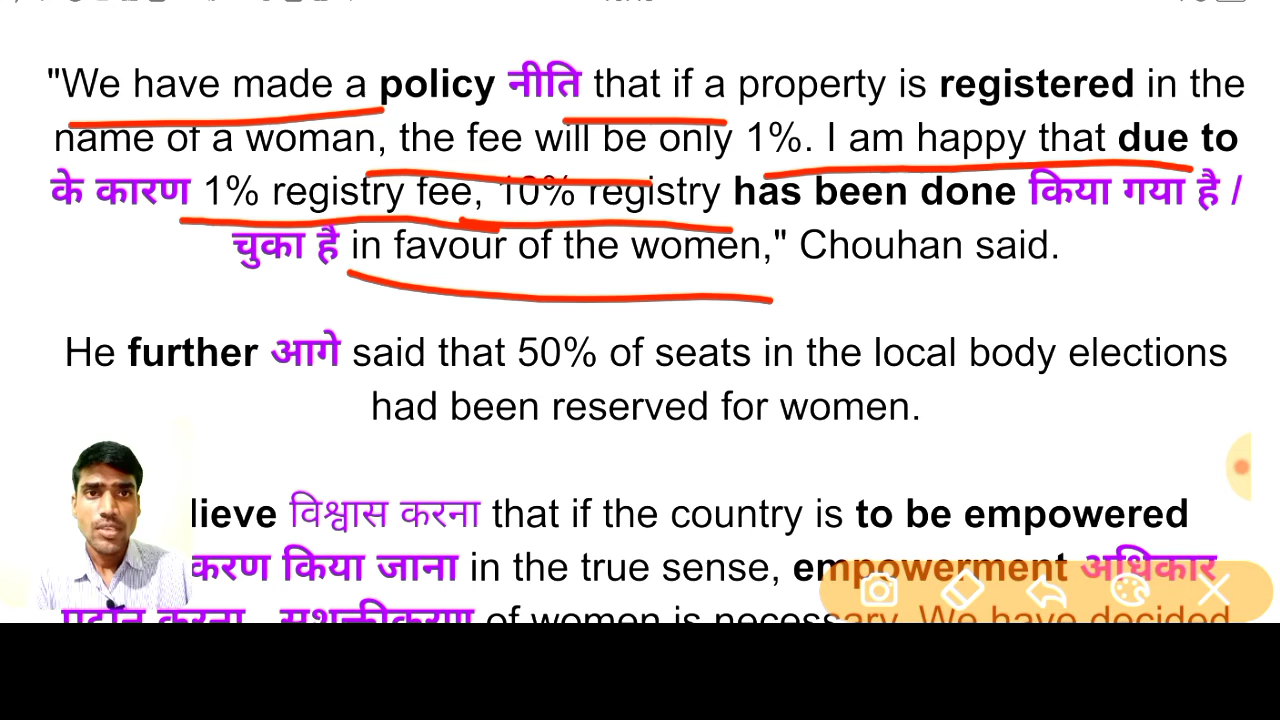 "We have made a policy नीति that if a property is registered in the
name of a woman, the fee will be only 1%. I am happy that due to
के कारण 1% registry fee, 10% registry has been done किया गया है /
चुका है in favour of the women," Chouhan said.
He further आगे said that 50% of seats in the local body elections
had been reserved for women.
lieve विश्वास करना that if the country is to be empowered
करण किया जाना in the true sense, empowerment अधिकार
प्रदान करना, सशक्तीकरण of women is necessary. We have decided